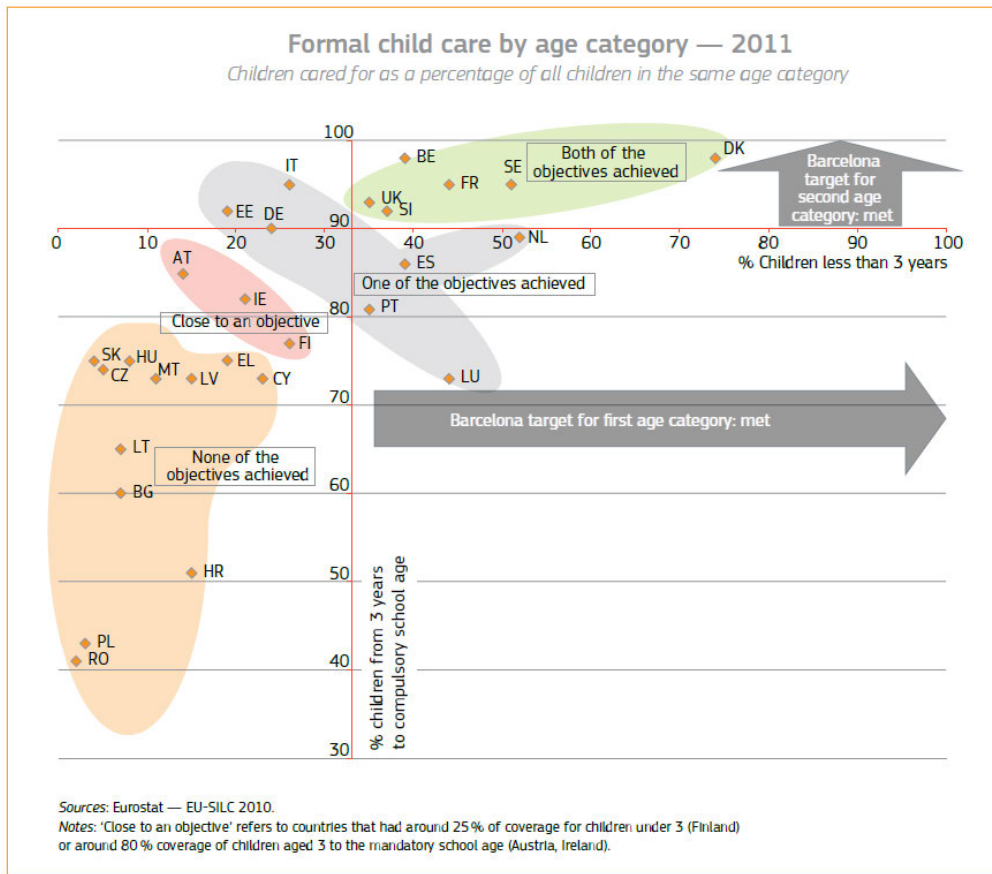 Formal child care by age category — 2011
Children cared for as a percentage of all children in the same age category
100
IT
BE
FR
SE
Both of the
objectives achieved
DK
Barcelona
target for
second age
category: met
EE
DE
UK
SI
90
0
10
20
30
40
NL
50
60
70
80
90
100
% Children less than 3 years
AT
ES
One of the objectives achieved
IE
PT
80
Close to an objective
FI
SK
HU
CZ
MT
LV
EL
CY
LU
70
Barcelona target for first age category: met
LT
None of the
objectives achieved
BG
60
HR
50
% children from 3 years
to compulsory school age
PL
RO
40
30
Sources: Eurostat — EU-SILC 2010.
Notes: ‘Close to an objective’ refers to countries that had around 25 % of coverage for children under 3 (Finland)
or around 80 % coverage of children aged 3 to the mandatory school age (Austria, Ireland).